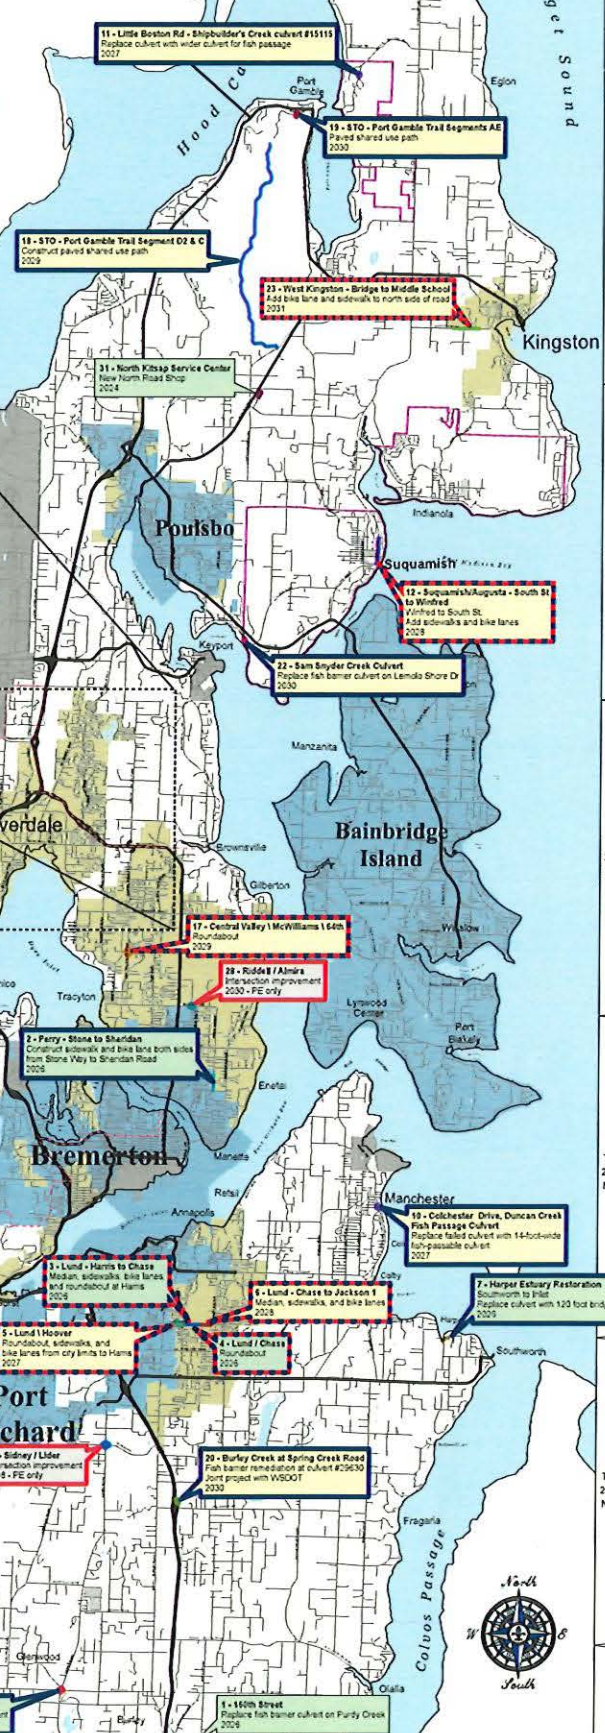 11 - Little Boston Rd - Shipbuilder's Creek culvert #15115
Replace culvert with wider culvert for fish passage
2027
get Sound
Hood Ca
Port
Gamble
Eglon
19 - STO - Port Gamble Trail Segments AE
Paved shared use path
2030
18 - STO - Port Gamble Trail Segment D2 & C
Construct paved shared use path
2029
23 - West Kingston - Bridge to Middle School
Add bike lane and sidewalk to north side of road
2031
Kingston
31 - North Kitsap Service Center
New North Road Shop
2024
Poulsbo
Indianola
Suquamish
12 - Suquamish/Augusta - South St
to Winfred
Winfred to South St.
Add sidewalks and bike lanes
2028
Keyport
22 - Sam Snyder Creek Culvert
Replace fish barrier culvert on Lemolo Shore Dr
2030
Manzanita
verdale
Bainbridge
Island
Brownsville
Gilberton
17 - Central Valley \ McWilliams \ 64th
Roundabout
2029
Winslow
28 - Riddell / Almira
Intersection improvement
2030 - PE only
Tracyton
Lynwood
Center
Port
Blakely
2 - Perry - Stone to Sheridan
Construct sidewalk and bike lane both sides
from Stone Way to Sheridan Road
2026
Enetai
Bremerton
Manette
Retsil
Annapolis
Manchester
10 - Colchester Drive, Duncan Creek
Fish Passage Culvert
Replace failed culvert with 14-foot-wide
fish-passable culvert
2027
3 - Lund - Harris to Chase
Median, sidewalks, bike lanes
and roundabout at Harris
2026
Colby
6 - Lund - Chase to Jackson 1
Median, sidewalks, and bike lanes
2028
7 - Harper Estuary Restoration
Southworth to Inlet
Replace culvert with 120 foot brid
2026
5 - Lund \ Hoover
Roundabout, sidewalks, and
bike lanes from city limits to Harris
2027
4 - Lund / Chase
Roundabout
2026
Southworth
Port
chard
Sidney / Lider
rsection improvement
- PE only
20 - Burley Creek at Spring Creek Road
Fish barrier remediation at culvert #29630
Joint project with WSDOT
2030
Fragaria
Colvos Passage
North
W
E
South
Glenwood
Olalla
1 - 160th Street
Replace fish barrier culvert on Purdy Creek
2026
Burley